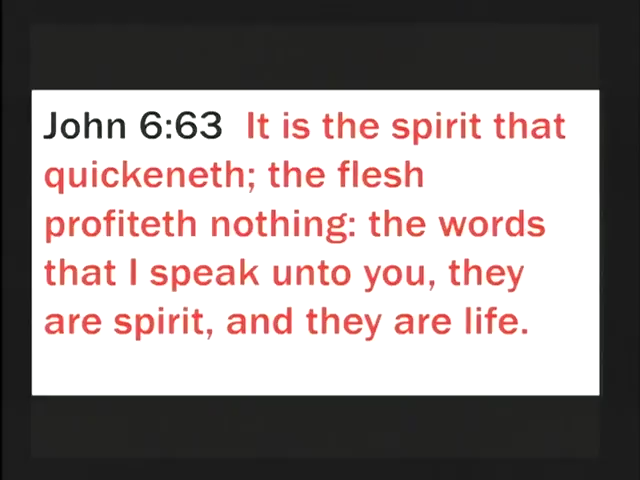 John 6:63 It is the spirit that
quickeneth; the flesh
profiteth nothing: the words
that I speak unto you, they
are spirit, and they are life.